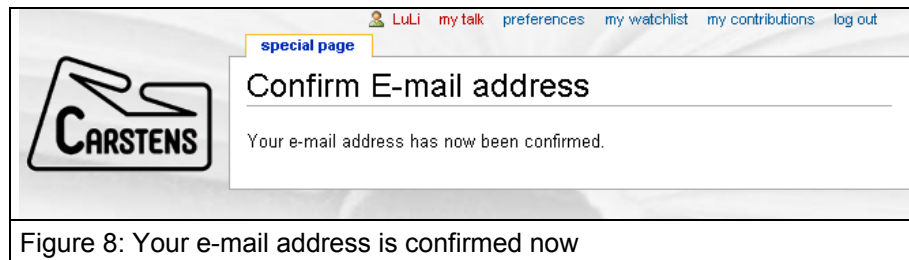 LuLi my talk preferences my watchlist my contributions log out
special page
Confirm E-mail address
CARSTENS
Your e-mail address has now been confirmed.
Figure 8: Your e-mail address is confirmed now